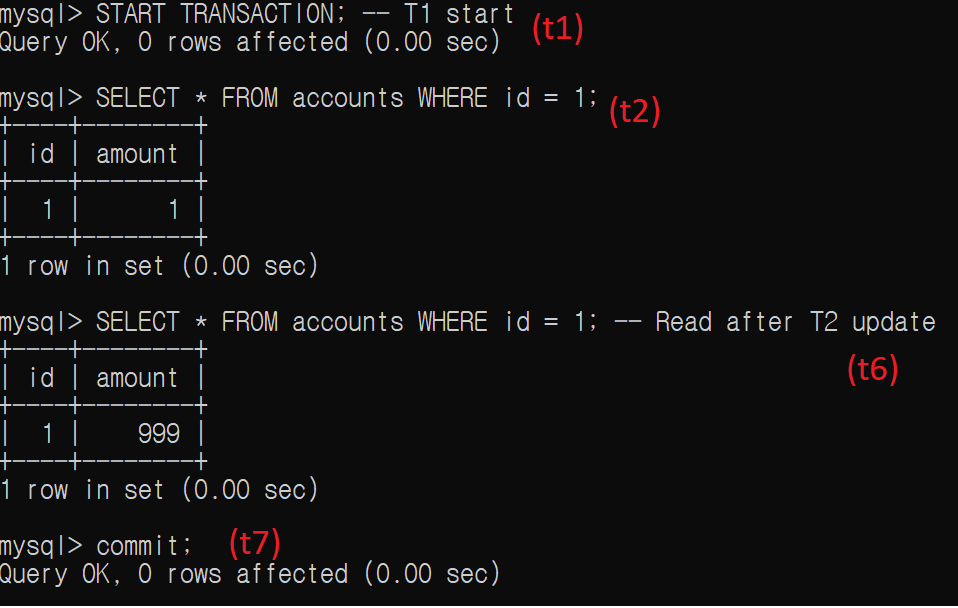 mysql> START TRANSACTION; -- T1 start (t1)
Query OK, 0 rows affected (0.00 sec)
mysql> SELECT * FROM accounts WHERE id = 1; (t2)
+----+--------+
| id | amount |
+----+--------+
|  1 |      1 |
+----+--------+
1 row in set (0.00 sec)
mysql> SELECT * FROM accounts WHERE id = 1; -- Read after T2 update
+----+--------+
| id | amount | (t6)
+----+--------+
|  1 |    999 |
+----+--------+
1 row in set (0.00 sec)
mysql> commit; (t7)
Query OK, 0 rows affected (0.00 sec)